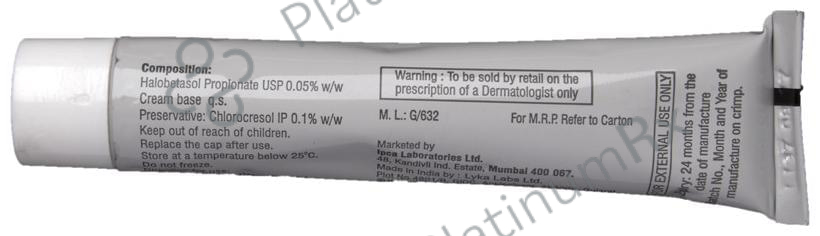 Composition:
Halobetasol Propionate USP 0.05% w/w
Cream base q.s.
Preservative: Chlorocresol IP 0.1% w/w
Keep out of reach of children.
Replace the cap after use.
Store at a temperature below 25°C.
Do not freeze.
Warning : To be sold by retail on the
prescription of a Dermatologist only
M. L.: G/632 For M.R.P. Refer to Carton
Marketed by
Ipca Laboratories Ltd.
48, Kandivli Ind. Estate, Mumbai 400 067.
Made in India by : Lyka Labs Ltd.
Plot No.
FOR EXTERNAL USE ONLY
24 months from the
date of manufacture
No., Month and Year of
manufacture on crimp.
PlatinumRx